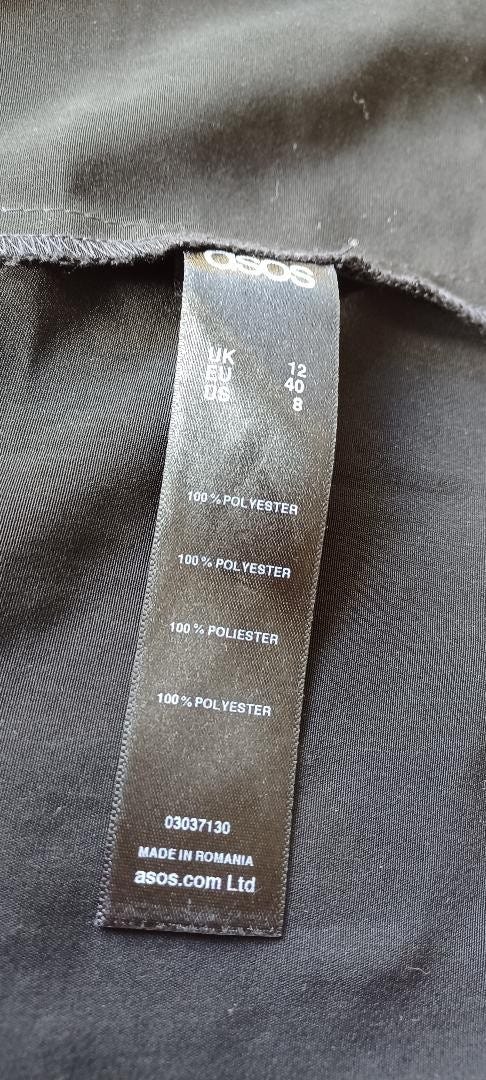 asos
UK 12
EU 40
US 8
100% POLYESTER
100% POLYESTER
100% POLIESTER
100% POLYESTER
03037130
MADE IN ROMANIA
asos.com Ltd